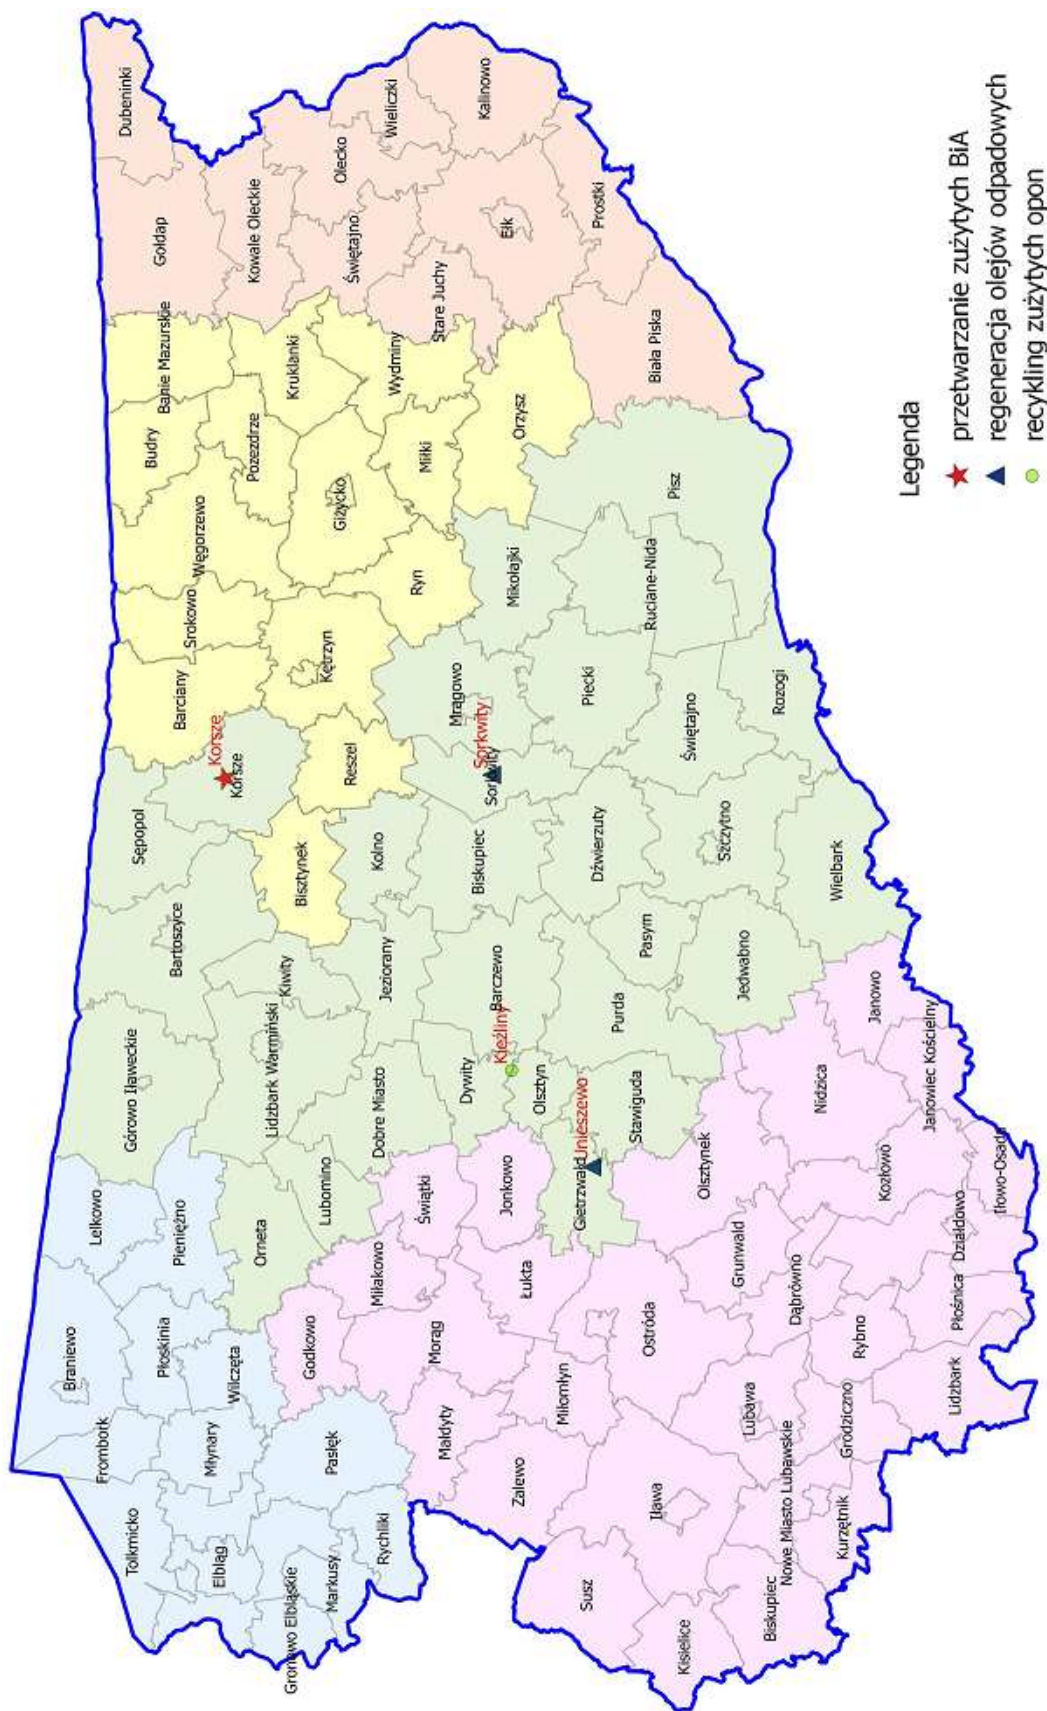 Dubeninki
Gołdap
Kowale Oleckie
Olecko
Wieliczki
Kalinowo
Świętajno
Ełk
Prostki
Stare Juchy
Biała Piska
Banie Mazurskie
Budry
Pozezdrze
Kruklanki
Wydminy
Węgorzewo
Giżycko
Miłki
Orzysz
Srokowo
Ryn
Kętrzyn
Barciany
Reszel
Bisztynek
Pisz
Mikołajki
Ruciane-Nida
Mrągowo
Piecki
Sorkwity
Sorkwity
Świętajno
Rozogi
Korsze
Korsze
Sępopol
Kolno
Biskupiec
Dźwierzuty
Szczytno
Wielbark
Bartoszyce
Kiwity
Jeziorany
Barczewo
Pasym
Jedwabno
Purda
Górowo Iławeckie
Lidzbark Warmiński
Dobre Miasto
Dywity
Kieźliny
Olsztyn
Stawiguda
Unieszewo
Gietrzwałd
Lubomino
Orneta
Lelkowo
Pieniężno
Braniewo
Płoskinia
Wilczęta
Frombork
Młynary
Pasłęk
Tolkmicko
Elbląg
Gronowo Elbląskie
Markusy
Rychliki
Godkowo
Miłakowo
Świątki
Jonkowo
Łukta
Morąg
Małdyty
Miłomłyn
Zalewo
Ostróda
Olsztynek
Grunwald
Dąbrówno
Nidzica
Janowo
Janowiec Kościelny
Kozłowo
Iłowo-Osada
Działdowo
Płośnica
Rybno
Lidzbark
Lubawa
Grodziczno
Nowe Miasto Lubawskie
Kurzętnik
Iława
Susz
Kisielice
Biskupiec
Legenda
przetwarzanie zużytych BiA
regeneracja olejów odpadowych
recykling zużytych opon